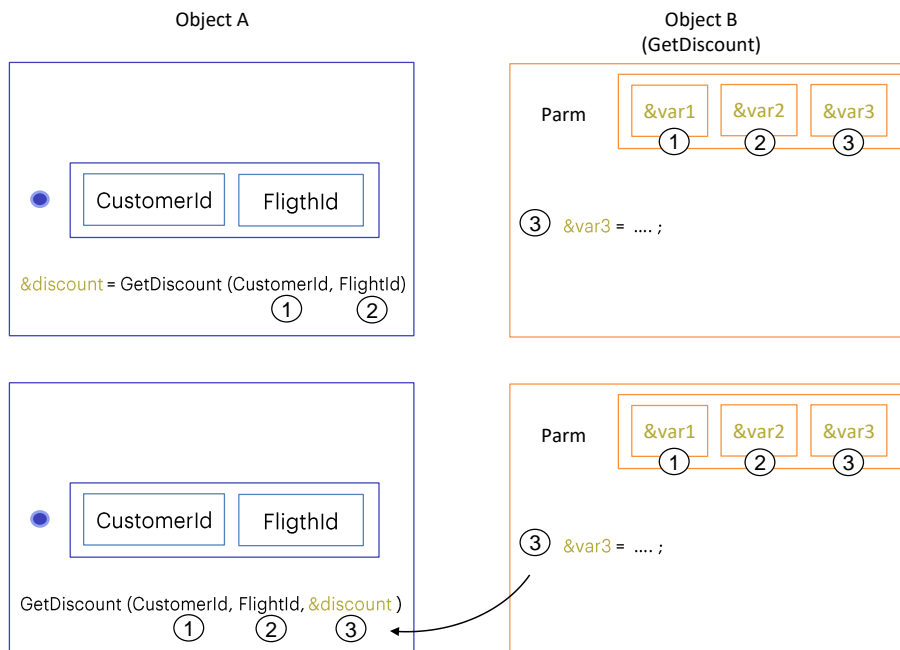 Object A
Object B
(GetDiscount)
CustomerId FligthId
&discount = GetDiscount (CustomerId, FlightId)
1 2
Parm &var1 &var2 &var3
1 2 3
3 &var3 = .... ;
CustomerId FligthId
GetDiscount (CustomerId, FlightId, &discount )
1 2 3
Parm &var1 &var2 &var3
1 2 3
3 &var3 = .... ;